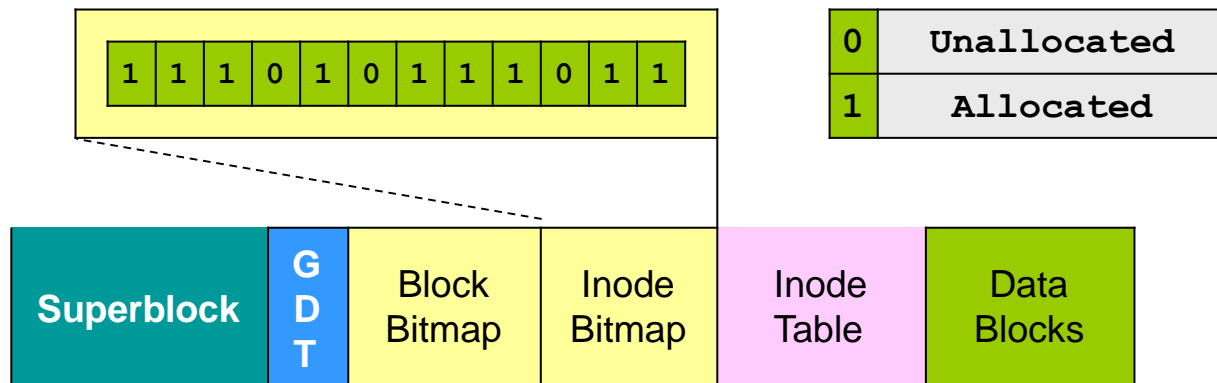 1 1 1 0 1 0 1 1 1 0 1 1
0 Unallocated
1 Allocated
Superblock
G
D
T
Block
Bitmap
Inode
Bitmap
Inode
Table
Data
Blocks